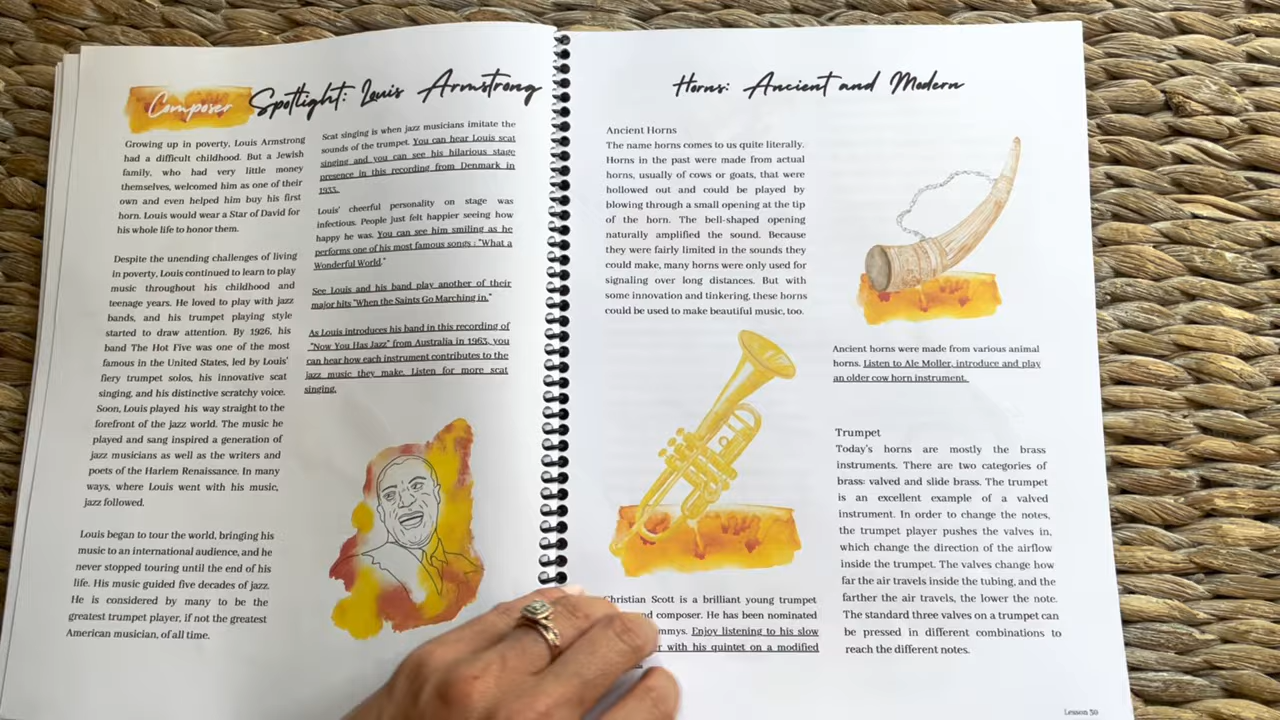 Composer Spotlight: Louis Armstrong
Growing up in poverty, Louis Armstrong
had a difficult childhood. But a Jewish
family, who had very little money
themselves, welcomed him as one of their
own and even helped him buy his first
horn. Louis would wear a Star of David for
his whole life to honor them.
Despite the unending challenges of living
in poverty, Louis continued to learn to play
music throughout his childhood and
teenage years. He loved to play with jazz
bands, and his trumpet playing style
started to draw attention. By 1926, his
band The Hot Five was one of the most
famous in the United States, led by Louis'
fiery trumpet solos, his innovative scat
singing, and his distinctive scratchy voice.
Soon, Louis played his way straight to the
forefront of the jazz world. The music he
played and sang inspired a generation of
jazz musicians as well as the writers and
poets of the Harlem Renaissance. In many
ways, where Louis went with his music,
jazz followed.
Louis began to tour the world, bringing his
music to an international audience, and he
never stopped touring until the end of his
life. His music guided five decades of jazz.
He is considered by many to be the
greatest trumpet player, if not the greatest
American musician, of all time.
Scat singing is when jazz musicians imitate the
sounds of the trumpet. You can hear Louis scat
singing and you can see his hilarious stage
presence in this recording from Denmark in
1933.
Louis' cheerful personality on stage was
infectious. People just felt happier seeing how
happy he was. You can see him smiling as he
performs one of his most famous songs : "What a
Wonderful World."
See Louis and his band play another of their
major hits "When the Saints Go Marching in."
As Louis introduces his band in this recording of
"Now You Has Jazz" from Australia in 1963, you
can hear how each instrument contributes to the
jazz music they make. Listen for more scat
singing.
Horns: Ancient and Modern
Ancient Horns
The name horns comes to us quite literally.
Horns in the past were made from actual
horns, usually of cows or goats, that were
hollowed out and could be played by
blowing through a small opening at the tip
of the horn. The bell-shaped opening
naturally amplified the sound. Because
they were fairly limited in the sounds they
could make, many horns were only used for
signaling over long distances. But with
some innovation and tinkering, these horns
could be used to make beautiful music, too.
Christian Scott is a brilliant young trumpet
nd composer. He has been nominated
mmys. Enjoy listening to his slow
r with his quintet on a modified
Ancient horns were made from various animal
horns. Listen to Ale Moller, introduce and play
an older cow horn instrument.
Trumpet
Today's horns are mostly the brass
instruments. There are two categories of
brass: valved and slide brass. The trumpet
is an excellent example of a valved
instrument. In order to change the notes,
the trumpet player pushes the valves in,
which change the direction of the airflow
inside the trumpet. The valves change how
far the air travels inside the tubing, and the
farther the air travels, the lower the note.
The standard three valves on a trumpet can
be pressed in different combinations to
reach the different notes.
Lesson 30